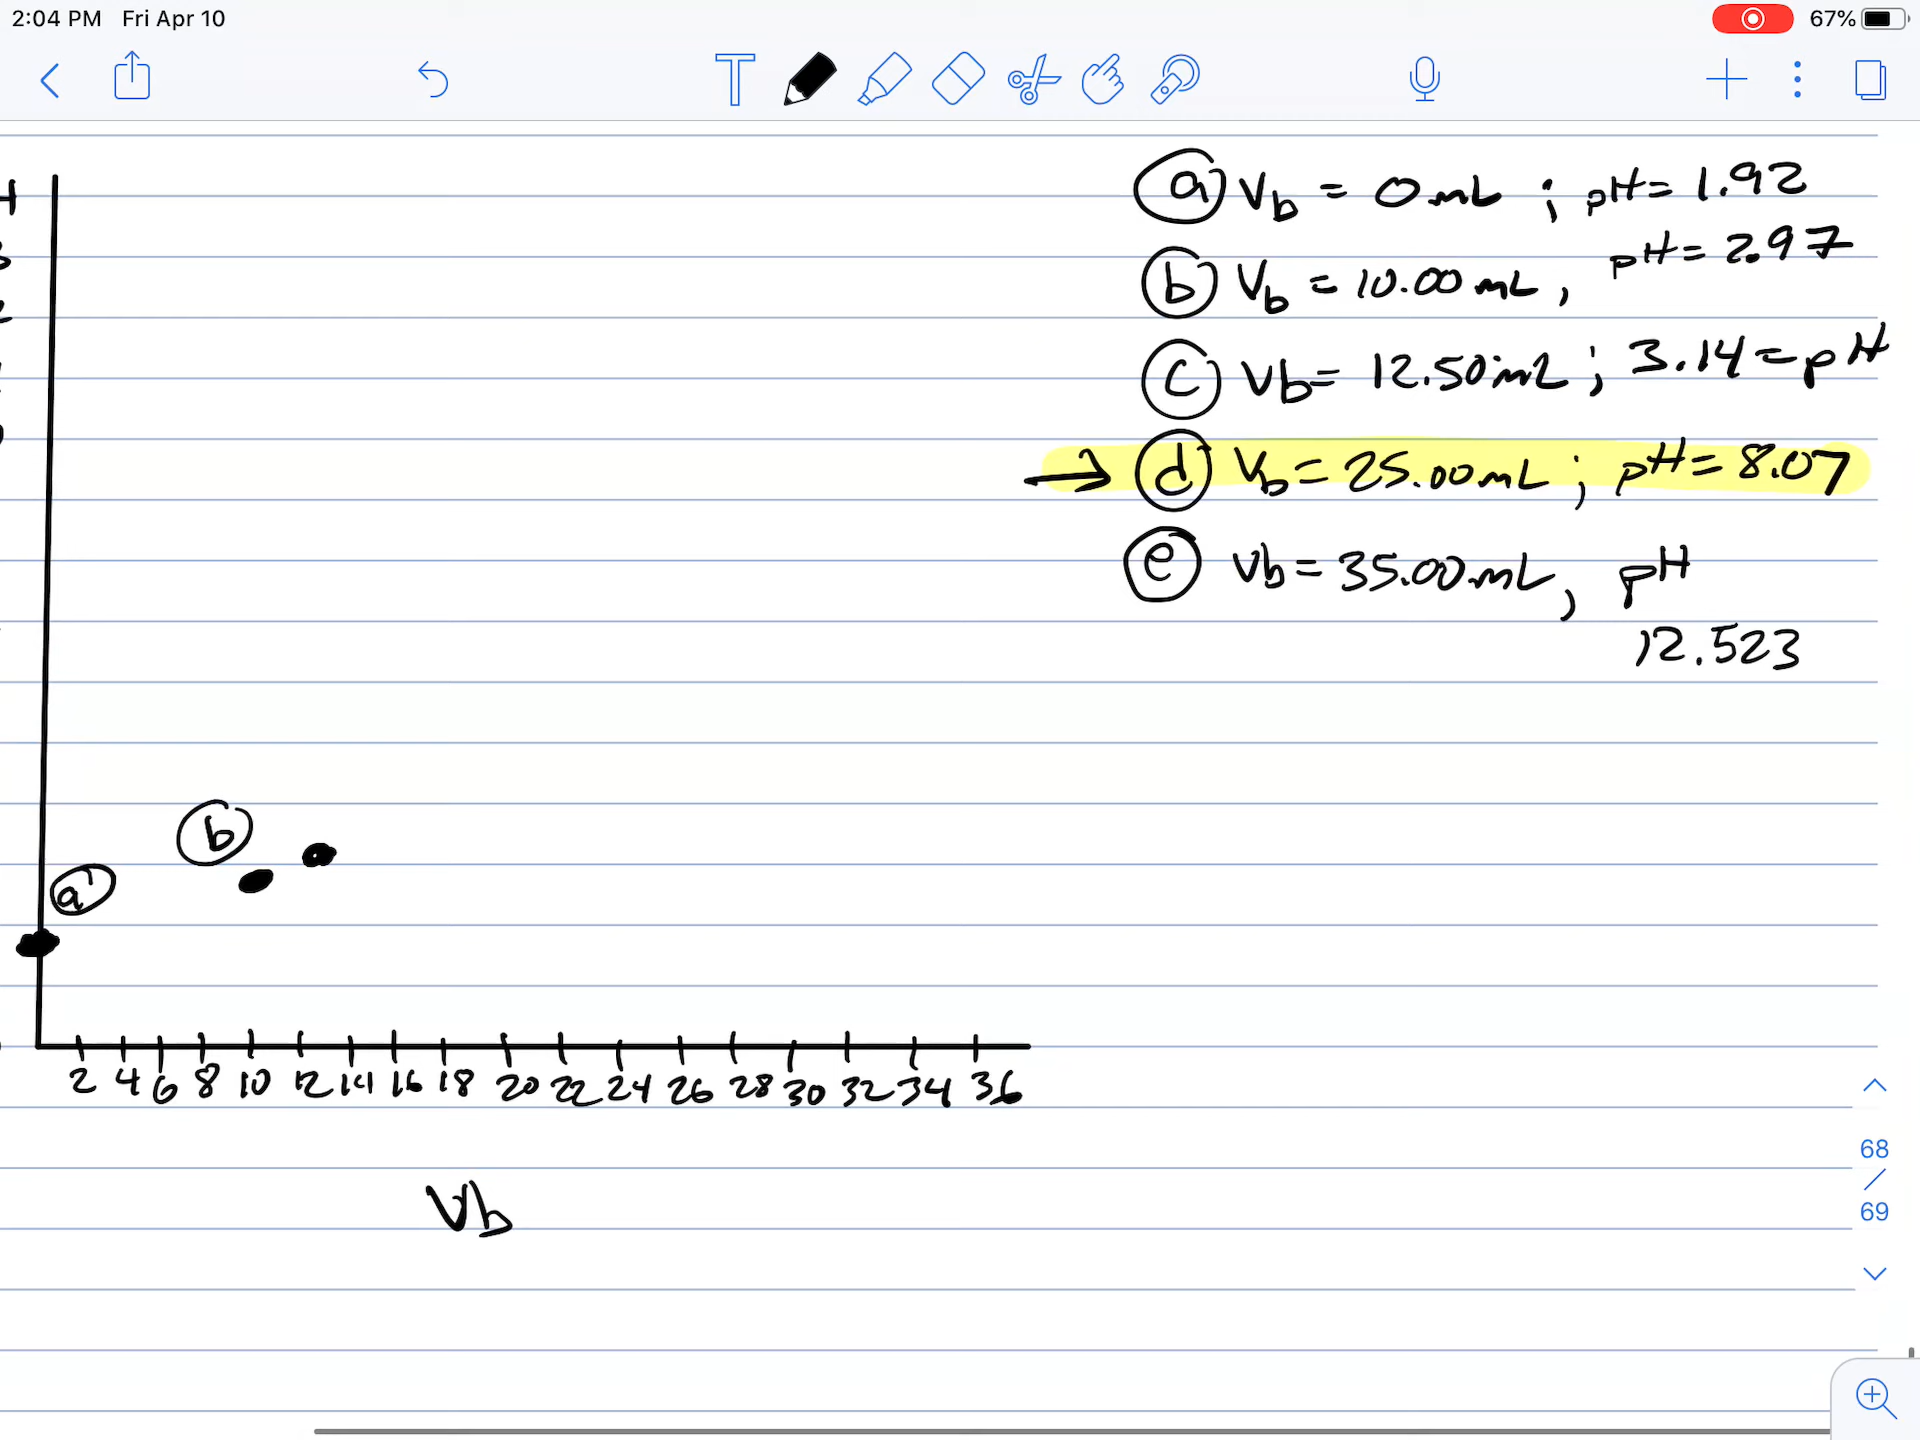 2:04 PM Fri Apr 10
67%
a Vb = 0 mL ; pH = 1.92
b Vb = 10.00 mL, pH = 2.97
c Vb = 12.50 mL ; 3.14 = pH
→ d Vb = 25.00 mL ; pH = 8.07
e Vb = 35.00 mL, pH
12.523
b
a
2 4 6 8 10 12 14 16 18 20 22 24 26 28 30 32 34 36
Vb
68
/
69